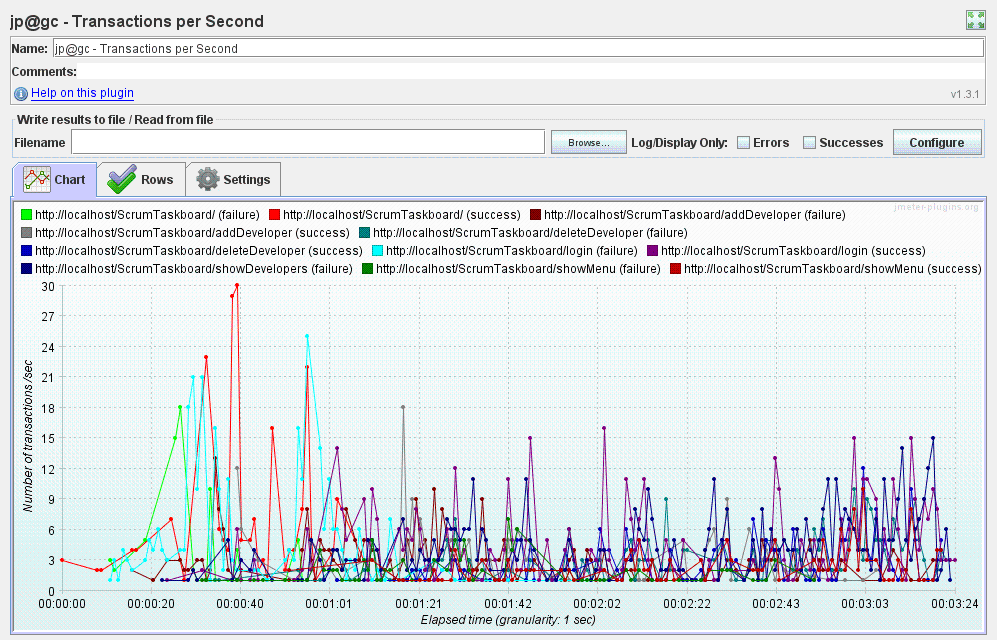 jp@gc - Transactions per Second
Name: jp@gc - Transactions per Second
Comments:
Help on this plugin v1.3.1
Write results to file / Read from file
Filename Browse... Log/Display Only: Errors Successes Configure
Chart Rows Settings
jmeter-plugins.org
http://localhost/ScrumTaskboard/ (failure) http://localhost/ScrumTaskboard/ (success) http://localhost/ScrumTaskboard/addDeveloper (failure)
http://localhost/ScrumTaskboard/addDeveloper (success) http://localhost/ScrumTaskboard/deleteDeveloper (failure)
http://localhost/ScrumTaskboard/deleteDeveloper (success) http://localhost/ScrumTaskboard/login (failure) http://localhost/ScrumTaskboard/login (success)
http://localhost/ScrumTaskboard/showDevelopers (failure) http://localhost/ScrumTaskboard/showMenu (failure) http://localhost/ScrumTaskboard/showMenu (success)
30
27
24
21
18
15
12
9
6
3
0
Number of transactions /sec
00:00:00 00:00:20 00:00:40 00:01:01 00:01:21 00:01:42 00:02:02 00:02:22 00:02:43 00:03:03 00:03:24
Elapsed time (granularity: 1 sec)